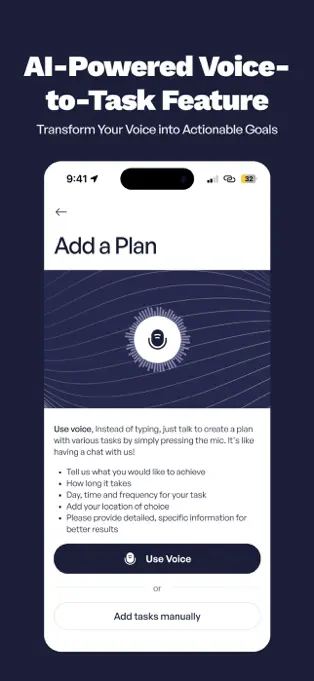 AI-Powered Voice-
to-Task Feature
Transform Your Voice into Actionable Goals
9:41
32
Add a Plan
Use voice, Instead of typing, just talk to create a plan
with various tasks by simply pressing the mic. It's like
having a chat with us!
• Tell us what you would like to achieve
• How long it takes
• Day, time and frequency for your task
• Add your location of choice
• Please provide detailed, specific information for
better results
Use Voice
or
Add tasks manually